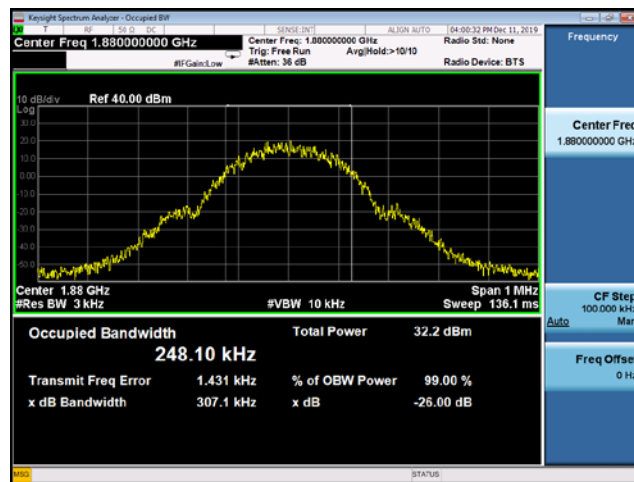 Keysight Spectrum Analyzer - Occupied BW
LXI T RF 50 Ω DC SENSE:INT ALIGN AUTO 04:00:32 PM Dec 11, 2019
Center Freq 1.880000000 GHz
Center Freq: 1.880000000 GHz
Radio Std: None
Trig: Free Run Avg|Hold:>10/10
#IFGain:Low
#Atten: 36 dB
Radio Device: BTS
Frequency
10 dB/div Ref 40.00 dBm
Log
30.0
20.0
10.0
0.00
-10.0
-20.0
-30.0
-40.0
-50.0
Center Freq
1.880000000 GHz
Center 1.88 GHz
Span 1 MHz
#Res BW 3 kHz
#VBW 10 kHz
Sweep 136.1 ms
CF Step
100.000 kHz
Auto Man
Occupied Bandwidth
248.10 kHz
Total Power 32.2 dBm
Transmit Freq Error 1.431 kHz
% of OBW Power 99.00 %
x dB Bandwidth 307.1 kHz
x dB -26.00 dB
Freq Offset
0 Hz
MSG
STATUS